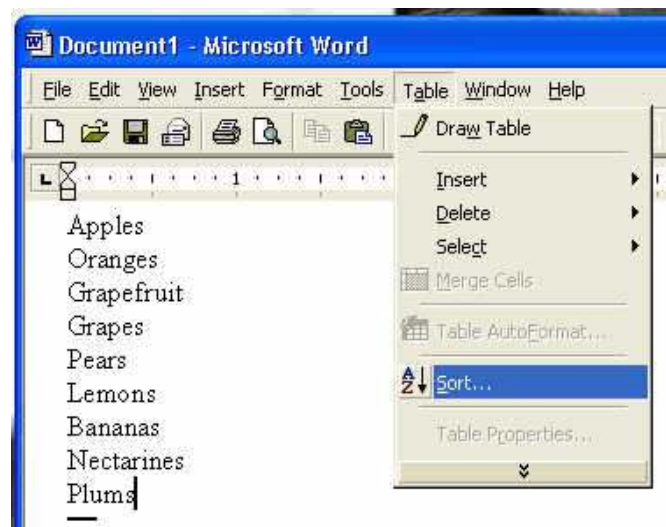 Document1 - Microsoft Word
File Edit View Insert Format Tools Table Window Help
Draw Table
Insert
Delete
Select
Merge Cells
Table AutoFormat...
Sort...
Table Properties...
1
Apples
Oranges
Grapefruit
Grapes
Pears
Lemons
Bananas
Nectarines
Plums